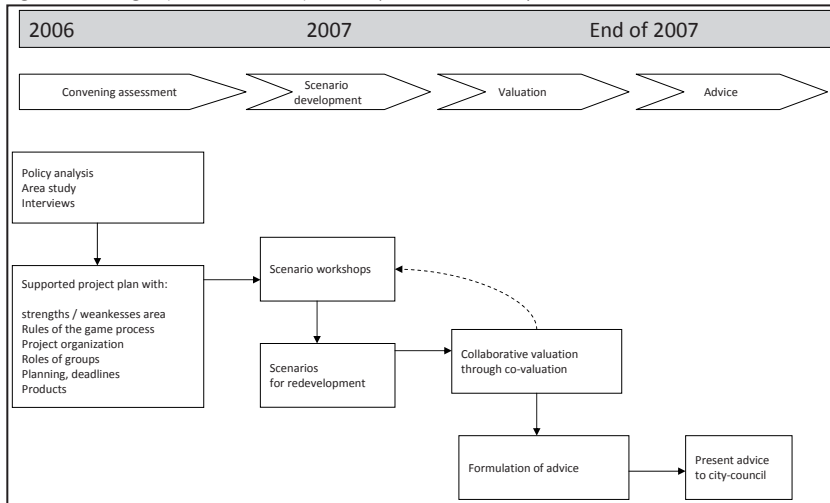 2006 2007 End of 2007
Convening assessment
Scenario
development
Valuation
Advice
Policy analysis
Area study
Interviews
Supported project plan with:
strengths / weankesses area
Rules of the game process
Project organization
Roles of groups
Planning, deadlines
Products
Scenario workshops
Scenarios
for redevelopment
Collaborative valuation
through co-valuation
Formulation of advice
Present advice
to city-council